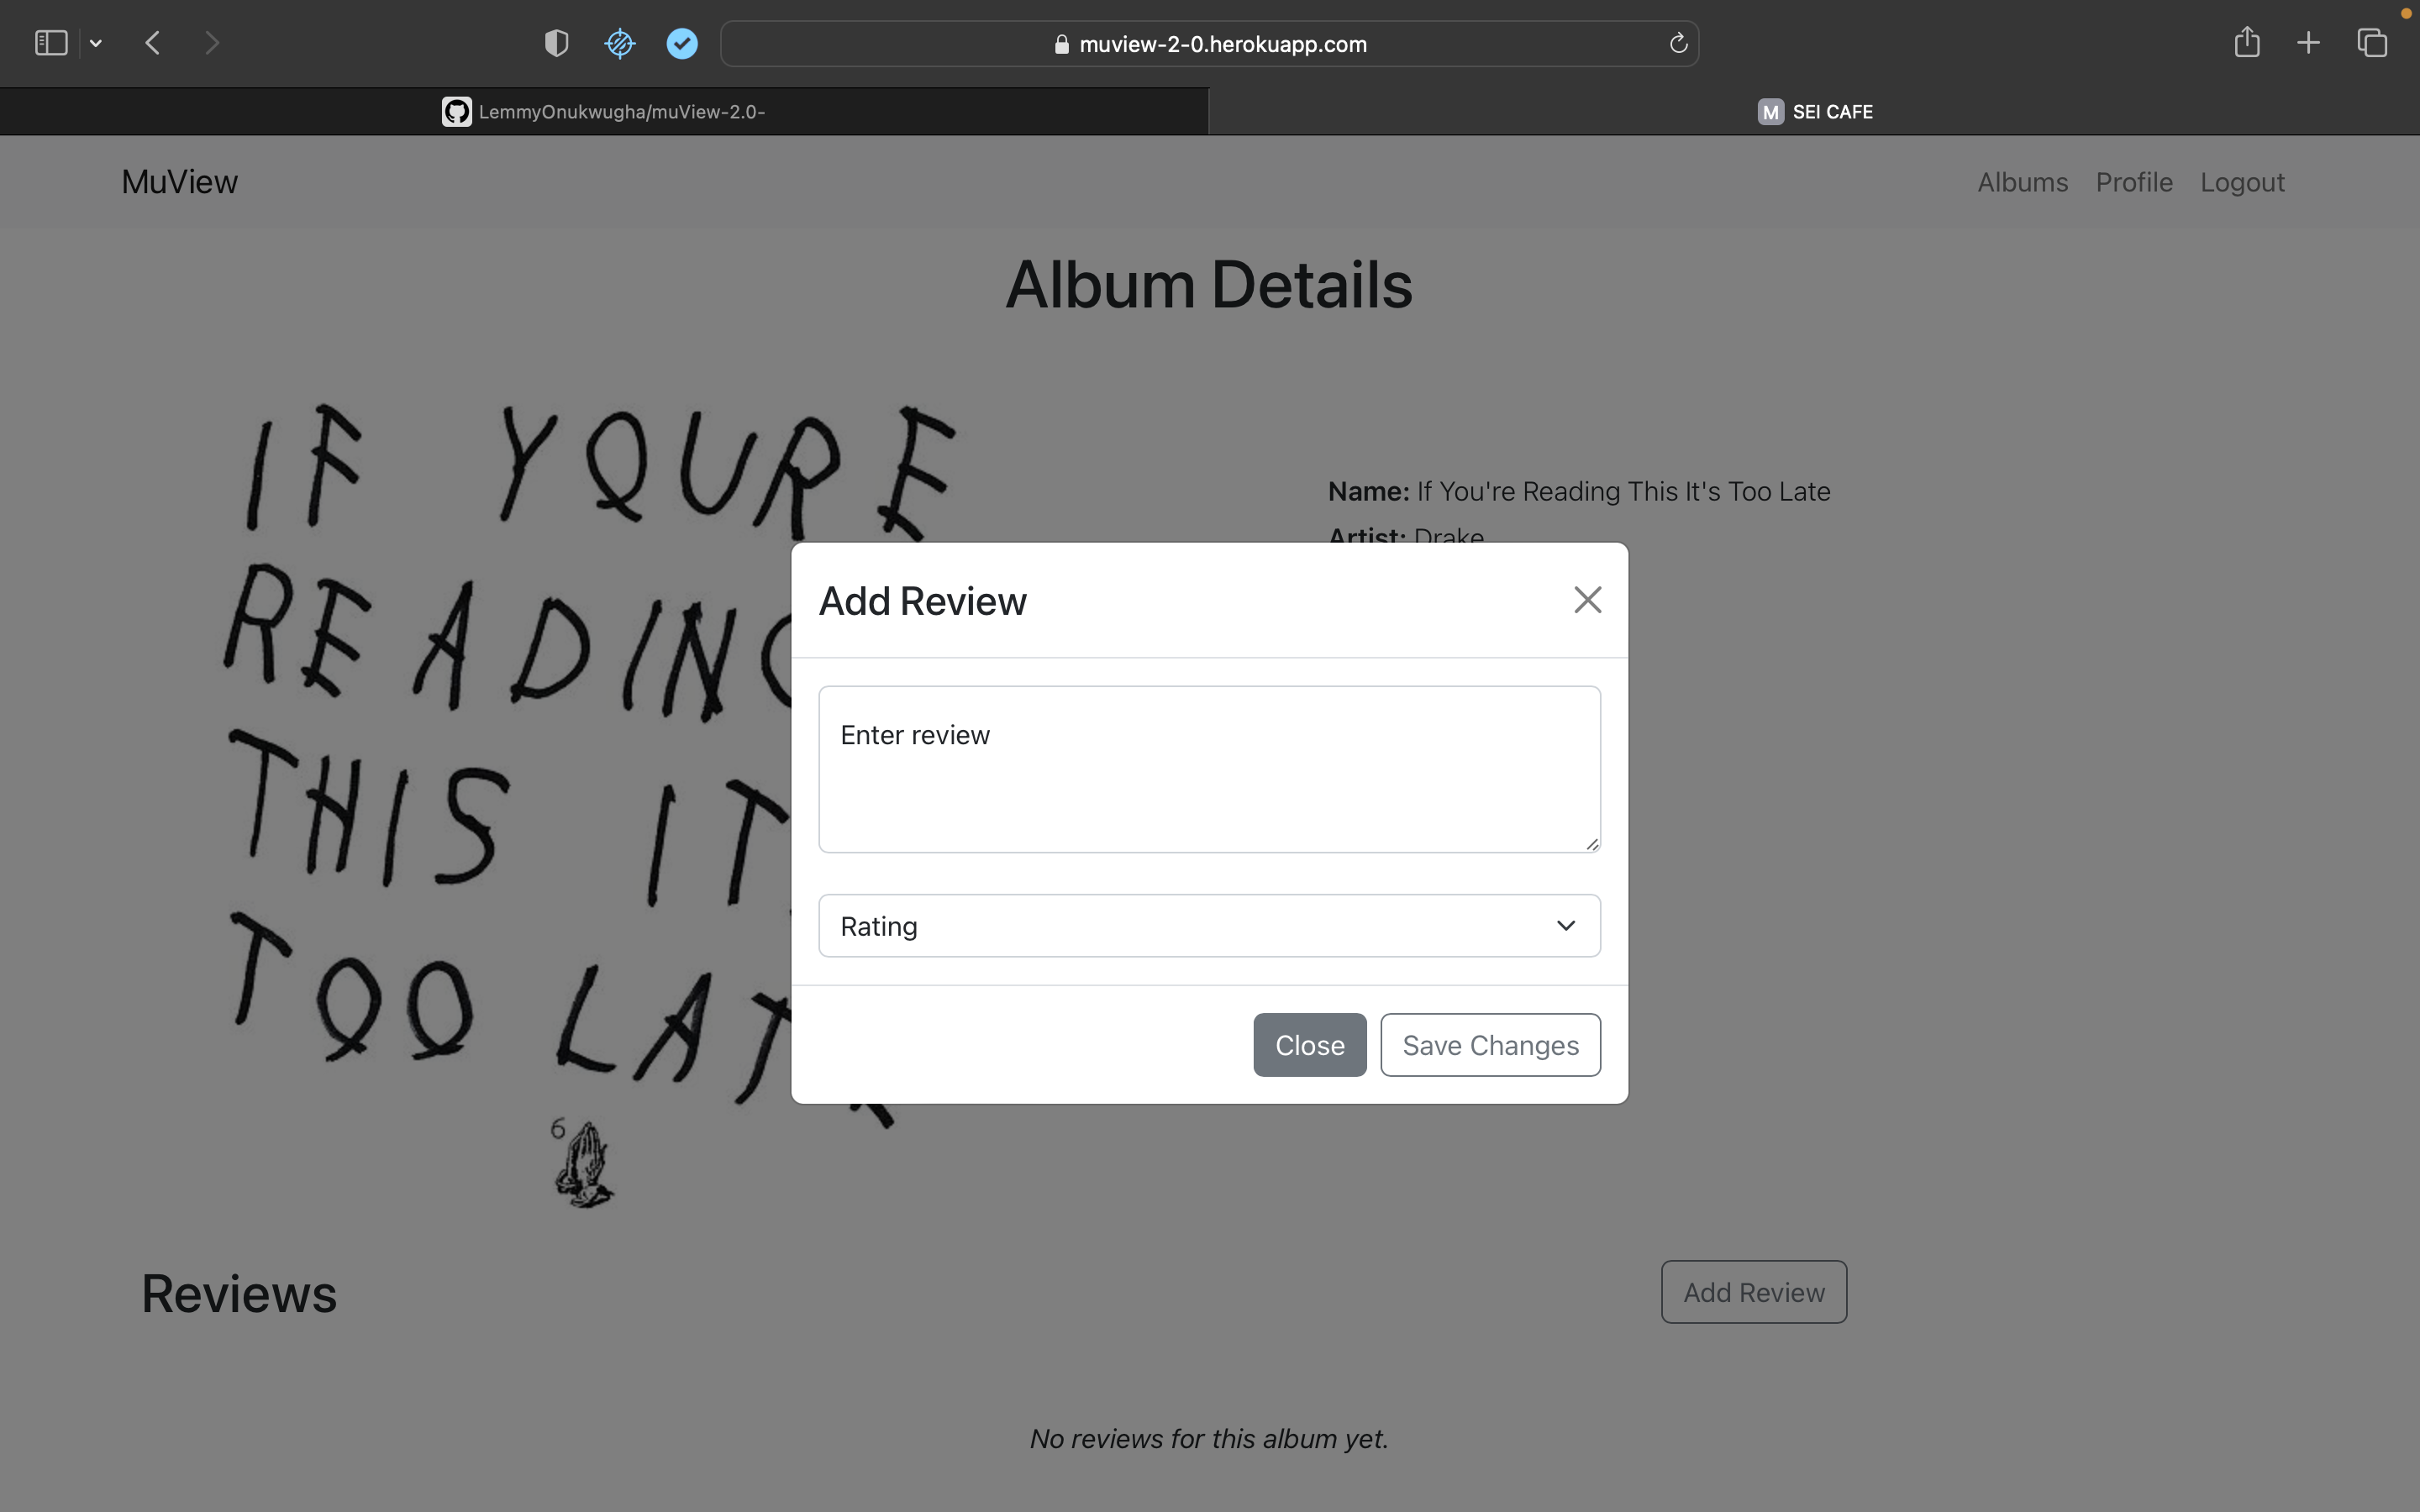 muview-2-0.herokuapp.com
LemmyOnukwugha/muView-2.0-
M SEI CAFE
MuView
Albums Profile Logout
Album Details
IF YOURE
READING
THIS IT
TOO LAT
6
Name: If You're Reading This It's Too Late
Artist: Drake
Add Review
Enter review
Rating
Close Save Changes
Reviews
Add Review
No reviews for this album yet.